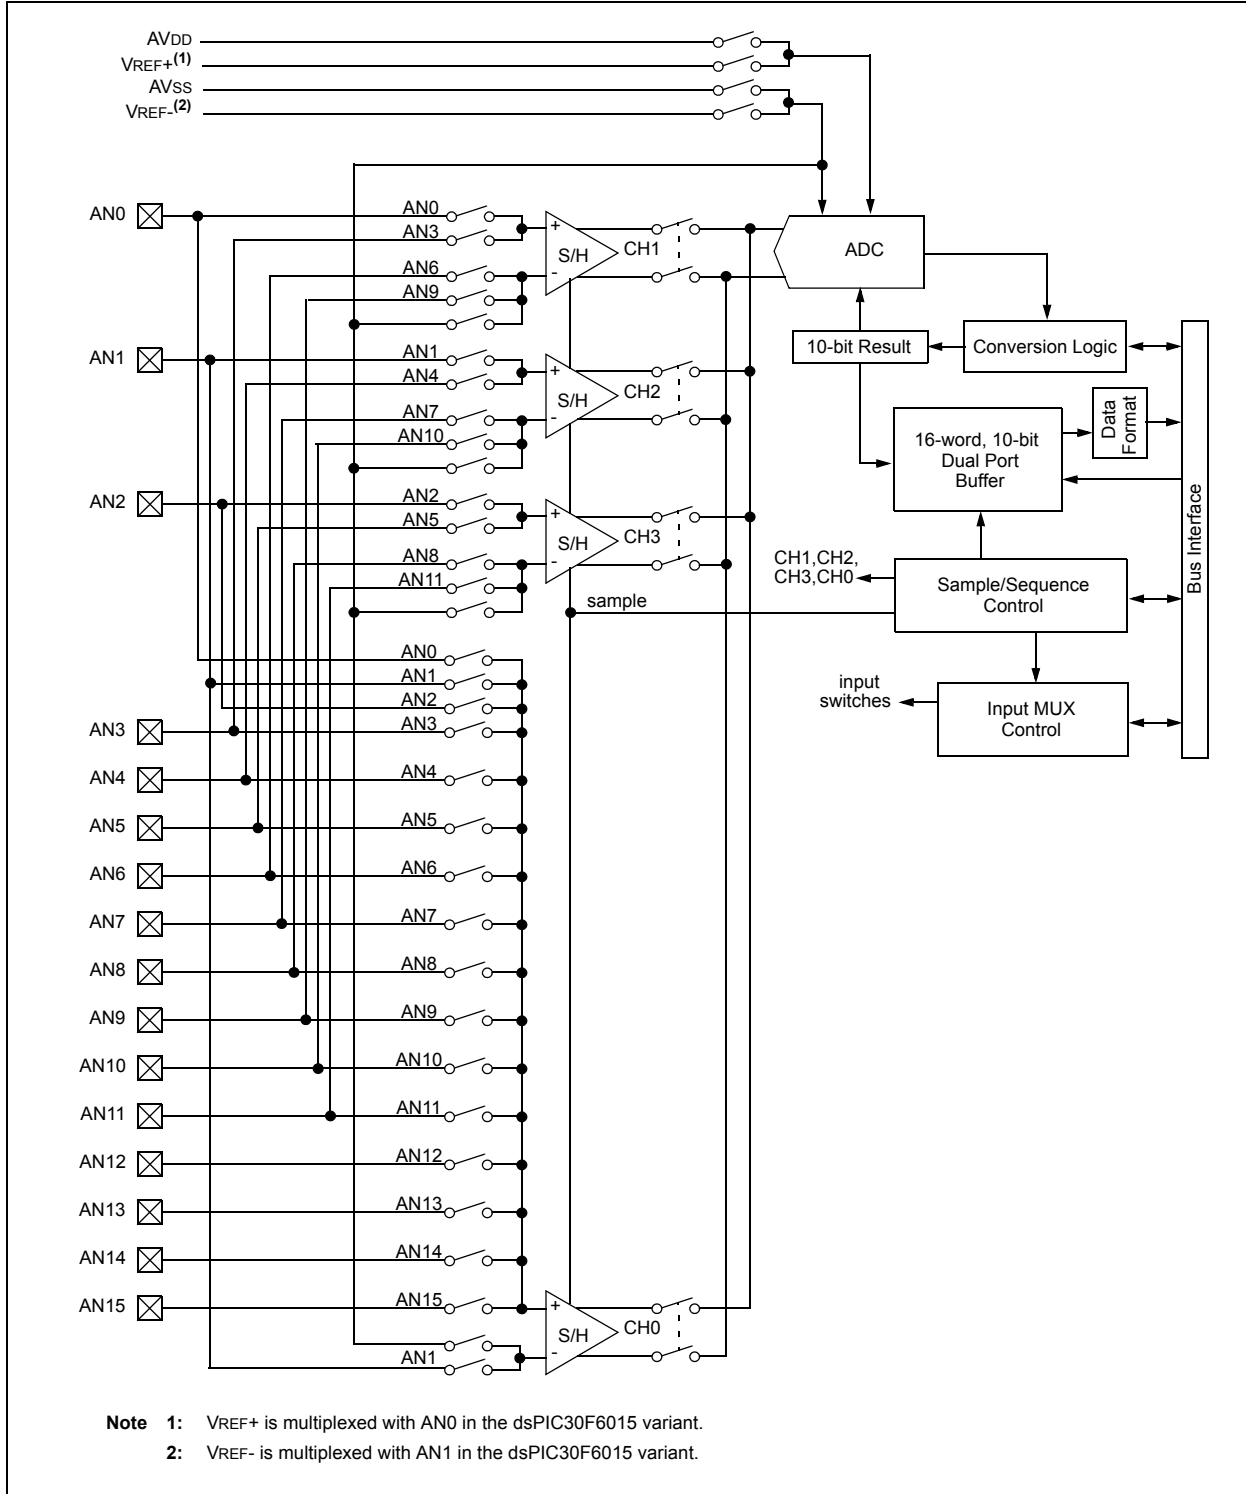 AVDD
VREF+(1)
AVSS
VREF-(2)
AN0
AN0
AN3
+
-
S/H
CH1
AN6
AN9
ADC
10-bit Result
Conversion Logic
AN1
AN1
AN4
+
-
S/H
CH2
AN7
AN10
16-word, 10-bit
Dual Port
Buffer
Data
Format
Bus Interface
AN2
AN2
AN5
+
-
S/H
CH3
AN8
AN11
CH1,CH2,
CH3,CH0
Sample/Sequence
Control
sample
input
switches
Input MUX
Control
AN0
AN1
AN2
AN3
AN3
AN4
AN4
AN5
AN5
AN6
AN6
AN7
AN7
AN8
AN8
AN9
AN9
AN10
AN10
AN11
AN11
AN12
AN12
AN13
AN13
AN14
AN14
AN15
AN15
+
-
S/H
CH0
AN1
Note 1: VREF+ is multiplexed with AN0 in the dsPIC30F6015 variant.
2: VREF- is multiplexed with AN1 in the dsPIC30F6015 variant.